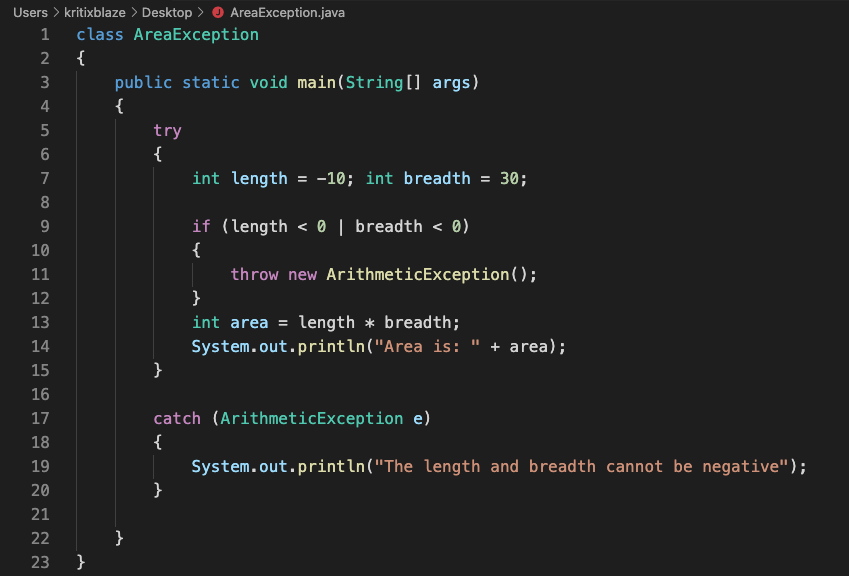 Users > kritixblaze > Desktop > J AreaException.java
1 class AreaException
2 {
3     public static void main(String[] args)
4     {
5         try
6         {
7             int length = -10; int breadth = 30;
8
9             if (length < 0 | breadth < 0)
10             {
11                 throw new ArithmeticException();
12             }
13             int area = length * breadth;
14             System.out.println("Area is: " + area);
15         }
16
17         catch (ArithmeticException e)
18         {
19             System.out.println("The length and breadth cannot be negative");
20         }
21
22     }
23 }